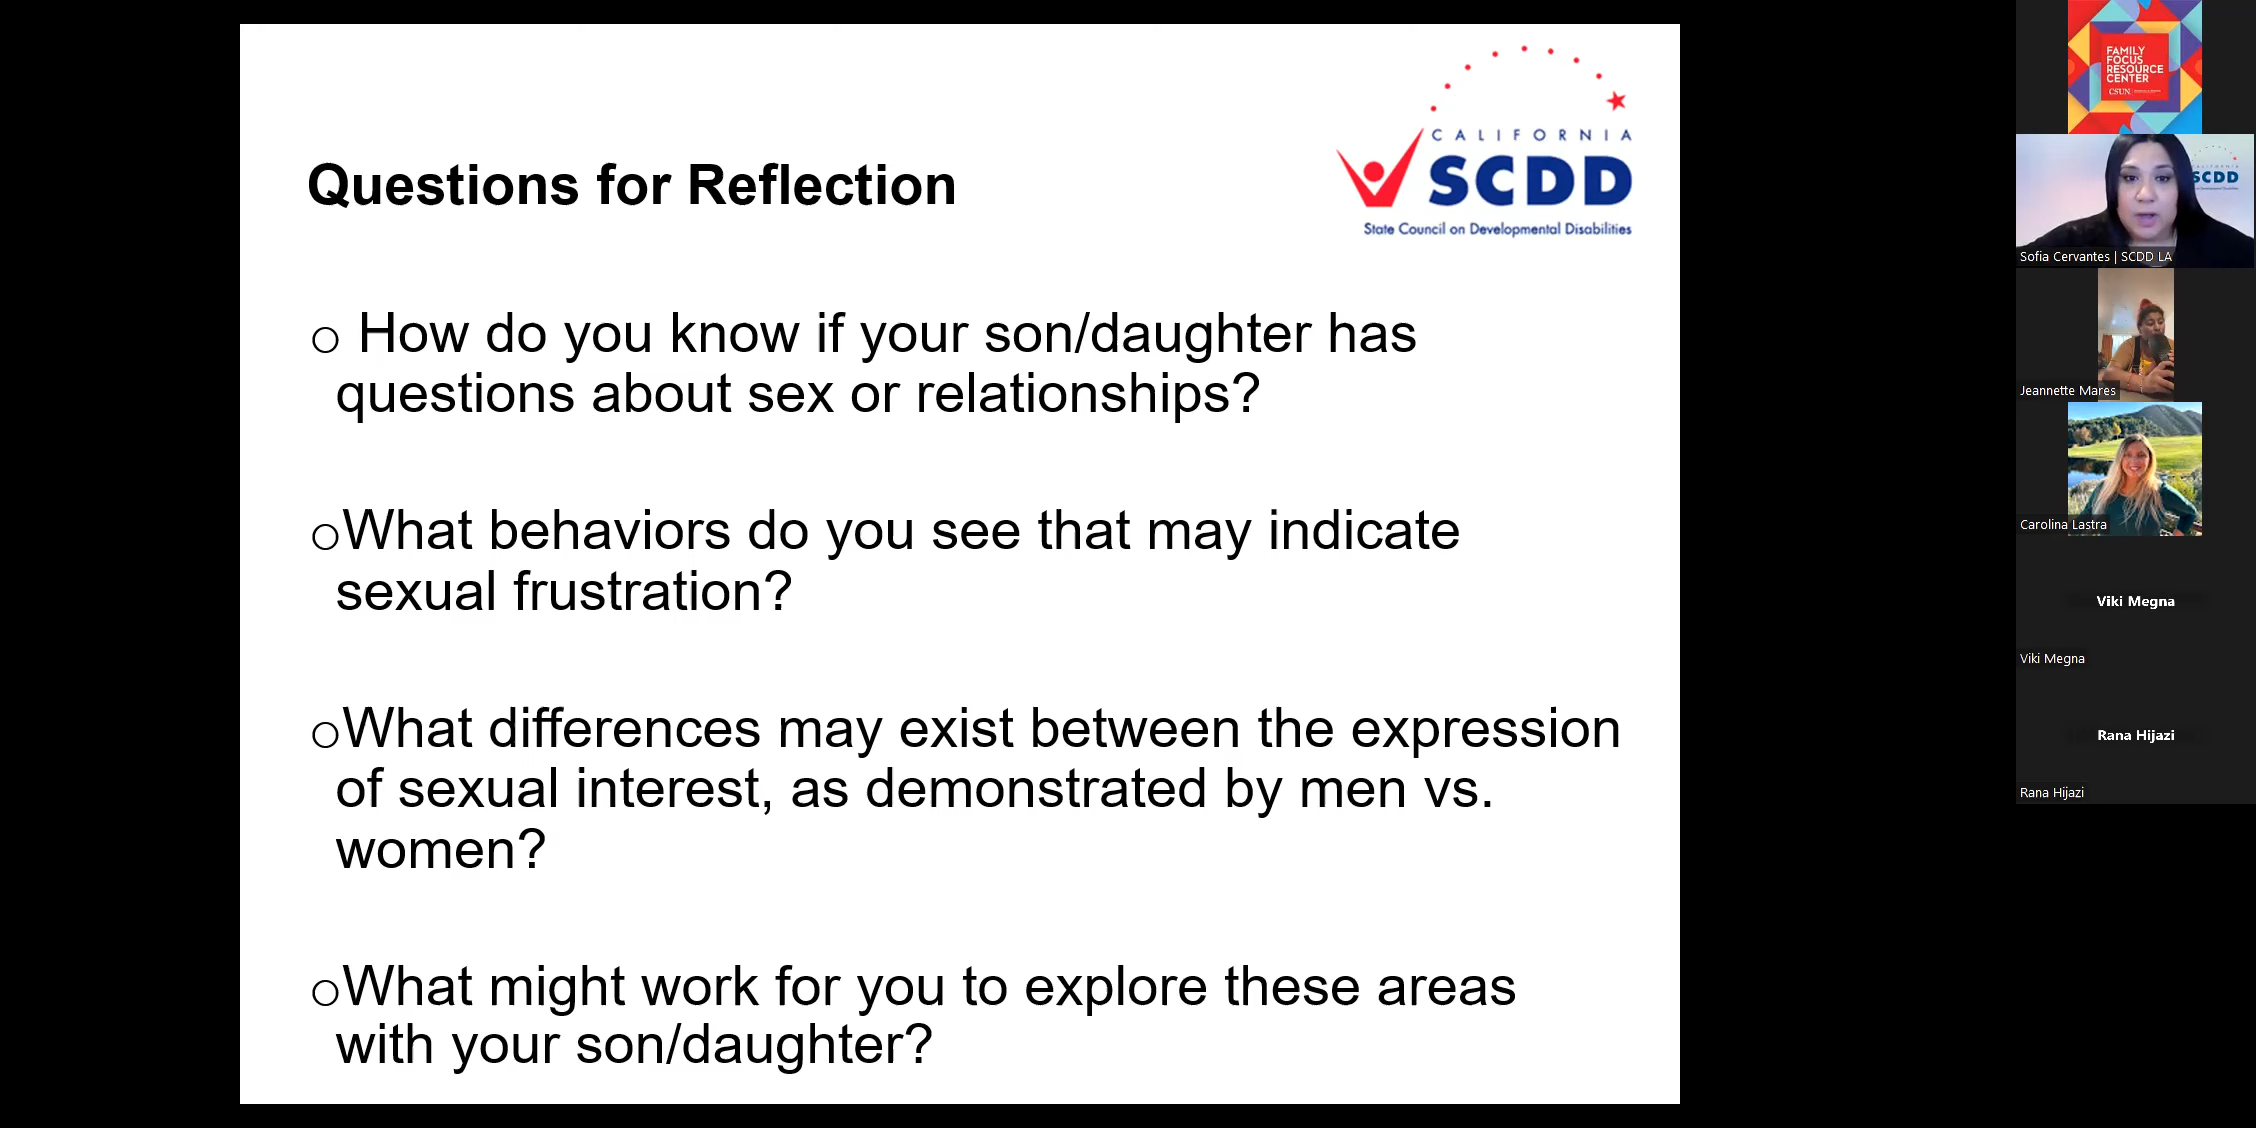 Questions for Reflection
CALIFORNIA
SCDD
State Council on Developmental Disabilities
o How do you know if your son/daughter has
questions about sex or relationships?
oWhat behaviors do you see that may indicate
sexual frustration?
oWhat differences may exist between the expression
of sexual interest, as demonstrated by men vs.
women?
oWhat might work for you to explore these areas
with your son/daughter?
FAMILY
FOCUS
RESOURCE
CENTER
CSUN
SCDD
Sofia Cervantes | SCDD LA
Jeannette Mares
Carolina Lastra
Viki Megna
Viki Megna
Rana Hijazi
Rana Hijazi